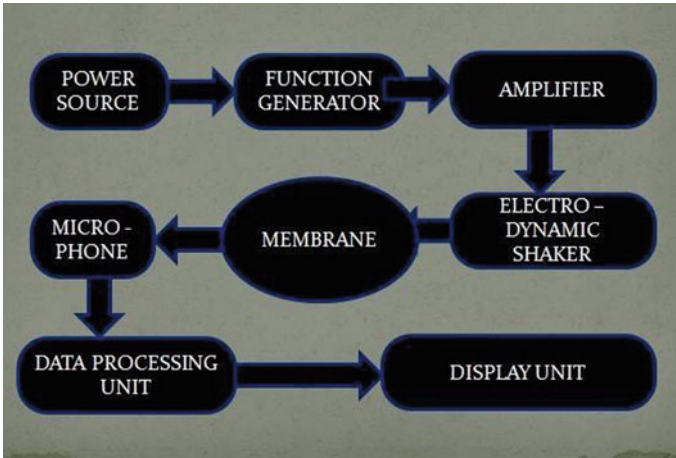 POWER
SOURCE
FUNCTION
GENERATOR
AMPLIFIER
ELECTRO –
DYNAMIC
SHAKER
MEMBRANE
MICRO -
PHONE
DATA PROCESSING
UNIT
DISPLAY UNIT